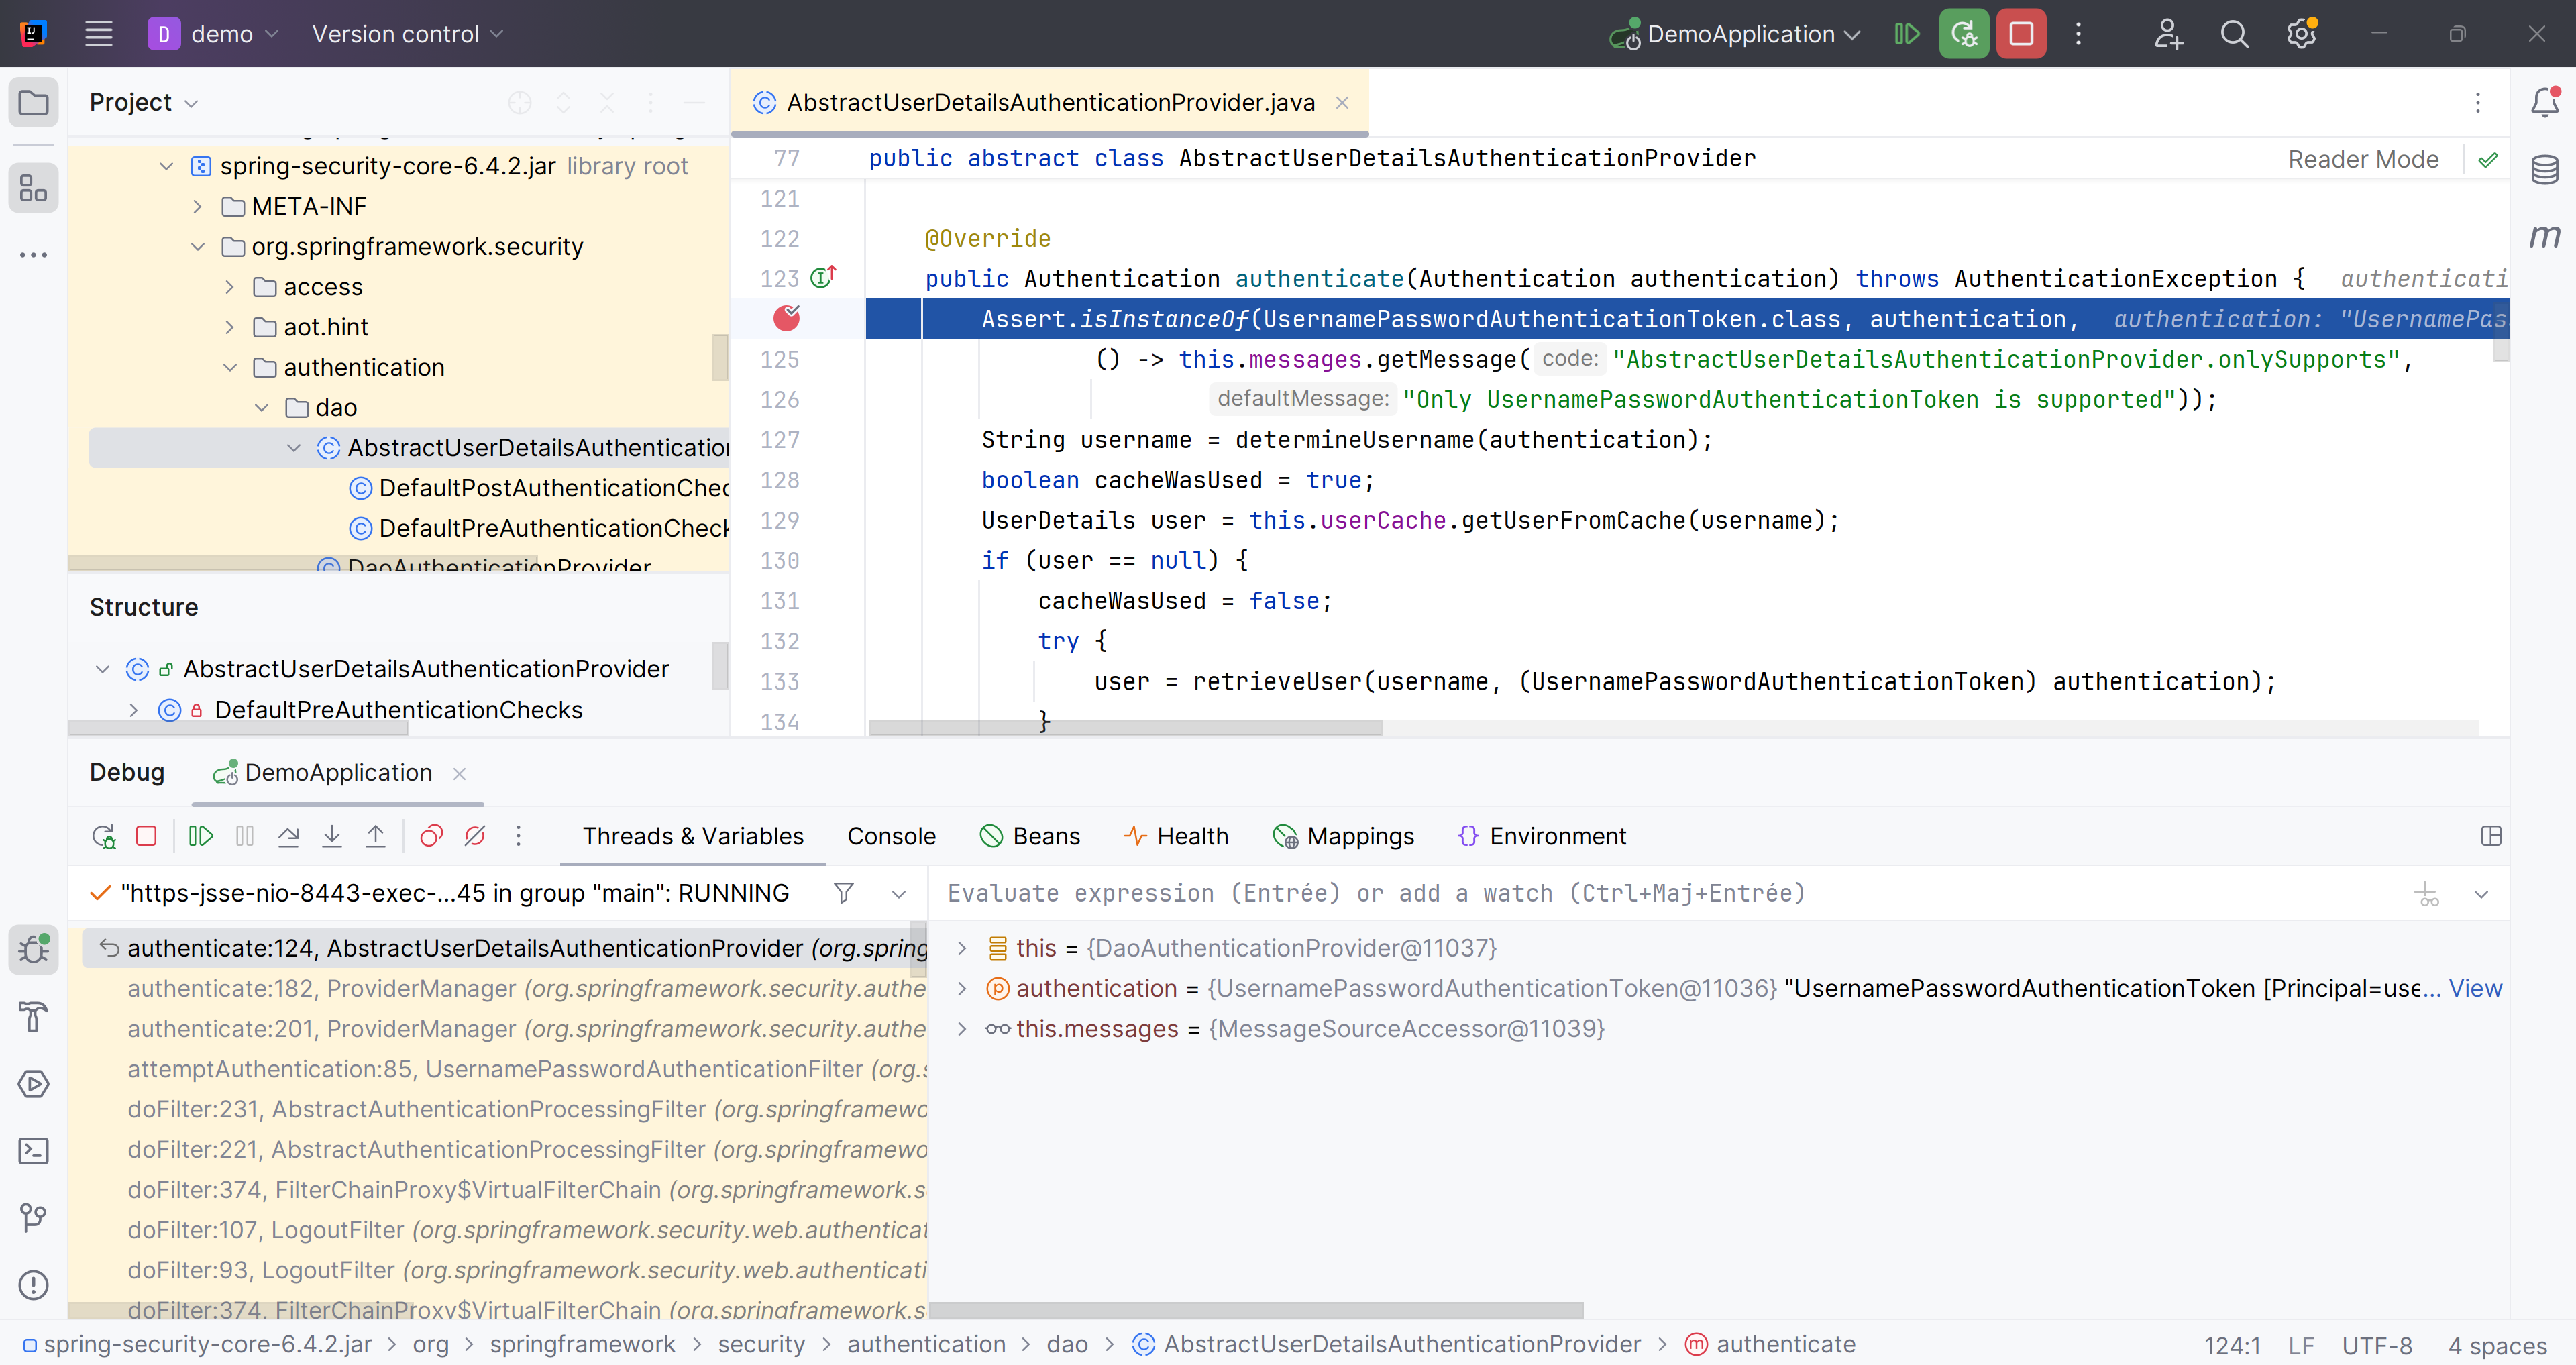 D demo Version control DemoApplication
Project
spring-security-core-6.4.2.jar library root
META-INF
org.springframework.security
access
aot.hint
authentication
dao
AbstractUserDetailsAuthentication
DefaultPostAuthenticationChec
DefaultPreAuthenticationCheck
DaoAuthenticationProvider
Structure
AbstractUserDetailsAuthenticationProvider
DefaultPreAuthenticationChecks
AbstractUserDetailsAuthenticationProvider.java
77 public abstract class AbstractUserDetailsAuthenticationProvider Reader Mode
121
122 @Override
123 public Authentication authenticate(Authentication authentication) throws AuthenticationException { authenticati
Assert.isInstanceOf(UsernamePasswordAuthenticationToken.class, authentication, authentication: "UsernamePas
125 () -> this.messages.getMessage( code: "AbstractUserDetailsAuthenticationProvider.onlySupports",
126 defaultMessage: "Only UsernamePasswordAuthenticationToken is supported"));
127 String username = determineUsername(authentication);
128 boolean cacheWasUsed = true;
129 UserDetails user = this.userCache.getUserFromCache(username);
130 if (user == null) {
131 cacheWasUsed = false;
132 try {
133 user = retrieveUser(username, (UsernamePasswordAuthenticationToken) authentication);
134 }
Debug DemoApplication
Threads & Variables Console Beans Health Mappings Environment
"https-jsse-nio-8443-exec-...45 in group "main": RUNNING
authenticate:124, AbstractUserDetailsAuthenticationProvider (org.spring
authenticate:182, ProviderManager (org.springframework.security.authe
authenticate:201, ProviderManager (org.springframework.security.authe
attemptAuthentication:85, UsernamePasswordAuthenticationFilter (org.s
doFilter:231, AbstractAuthenticationProcessingFilter (org.springframewo
doFilter:221, AbstractAuthenticationProcessingFilter (org.springframewo
doFilter:374, FilterChainProxy$VirtualFilterChain (org.springframework.s
doFilter:107, LogoutFilter (org.springframework.security.web.authenticat
doFilter:93, LogoutFilter (org.springframework.security.web.authenticati
doFilter:374, FilterChainProxy$VirtualFilterChain (org.springframework.s
Evaluate expression (Entrée) or add a watch (Ctrl+Maj+Entrée)
this = {DaoAuthenticationProvider@11037}
authentication = {UsernamePasswordAuthenticationToken@11036} "UsernamePasswordAuthenticationToken [Principal=use... View
this.messages = {MessageSourceAccessor@11039}
spring-security-core-6.4.2.jar > org > springframework > security > authentication > dao > AbstractUserDetailsAuthenticationProvider > authenticate 124:1 LF UTF-8 4 spaces